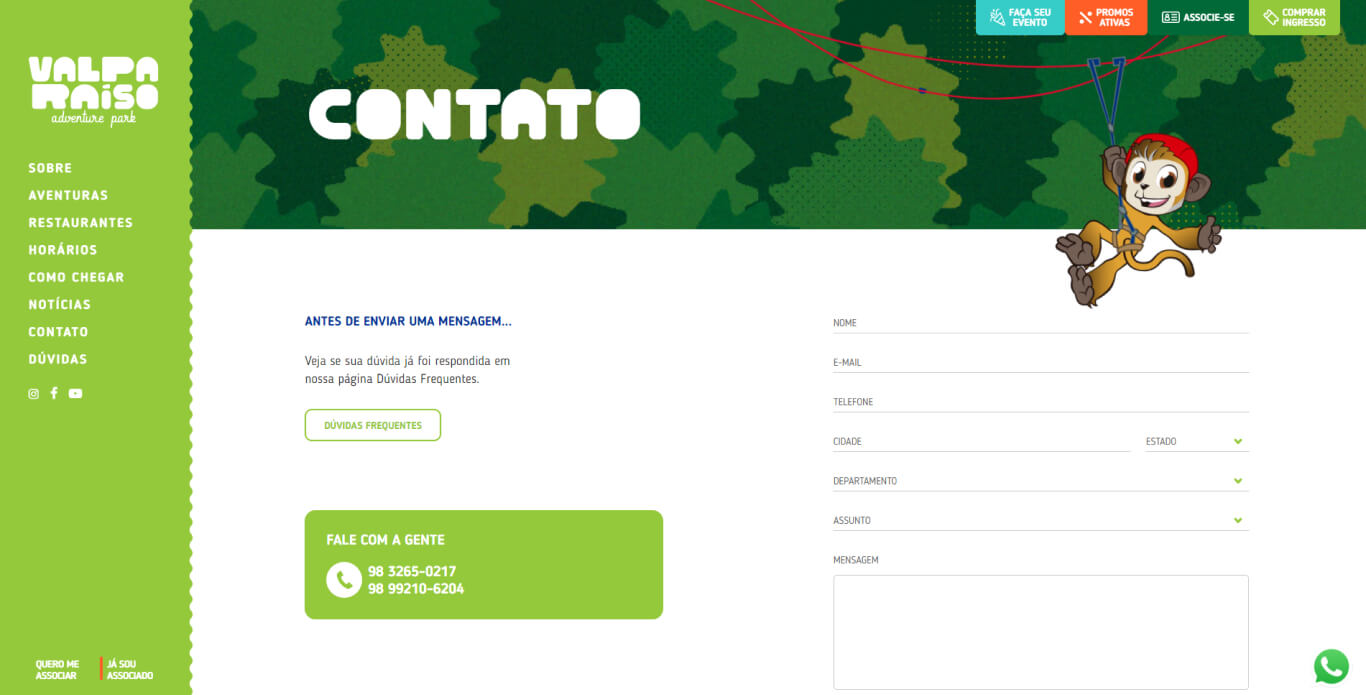 VALPA
RAISO
adventure park
SOBRE
AVENTURAS
RESTAURANTES
HORÁRIOS
COMO CHEGAR
NOTÍCIAS
CONTATO
DÚVIDAS
QUERO ME
ASSOCIAR
JÁ SOU
ASSOCIADO
FAÇA SEU
EVENTO
PROMOS
ATIVAS
ASSOCIE-SE
COMPRAR
INGRESSO
CONTATO
ANTES DE ENVIAR UMA MENSAGEM...
Veja se sua dúvida já foi respondida em
nossa página Dúvidas Frequentes.
DÚVIDAS FREQUENTES
FALE COM A GENTE
98 3265-0217
98 99210-6204
NOME
E-MAIL
TELEFONE
CIDADE
ESTADO
DEPARTAMENTO
ASSUNTO
MENSAGEM